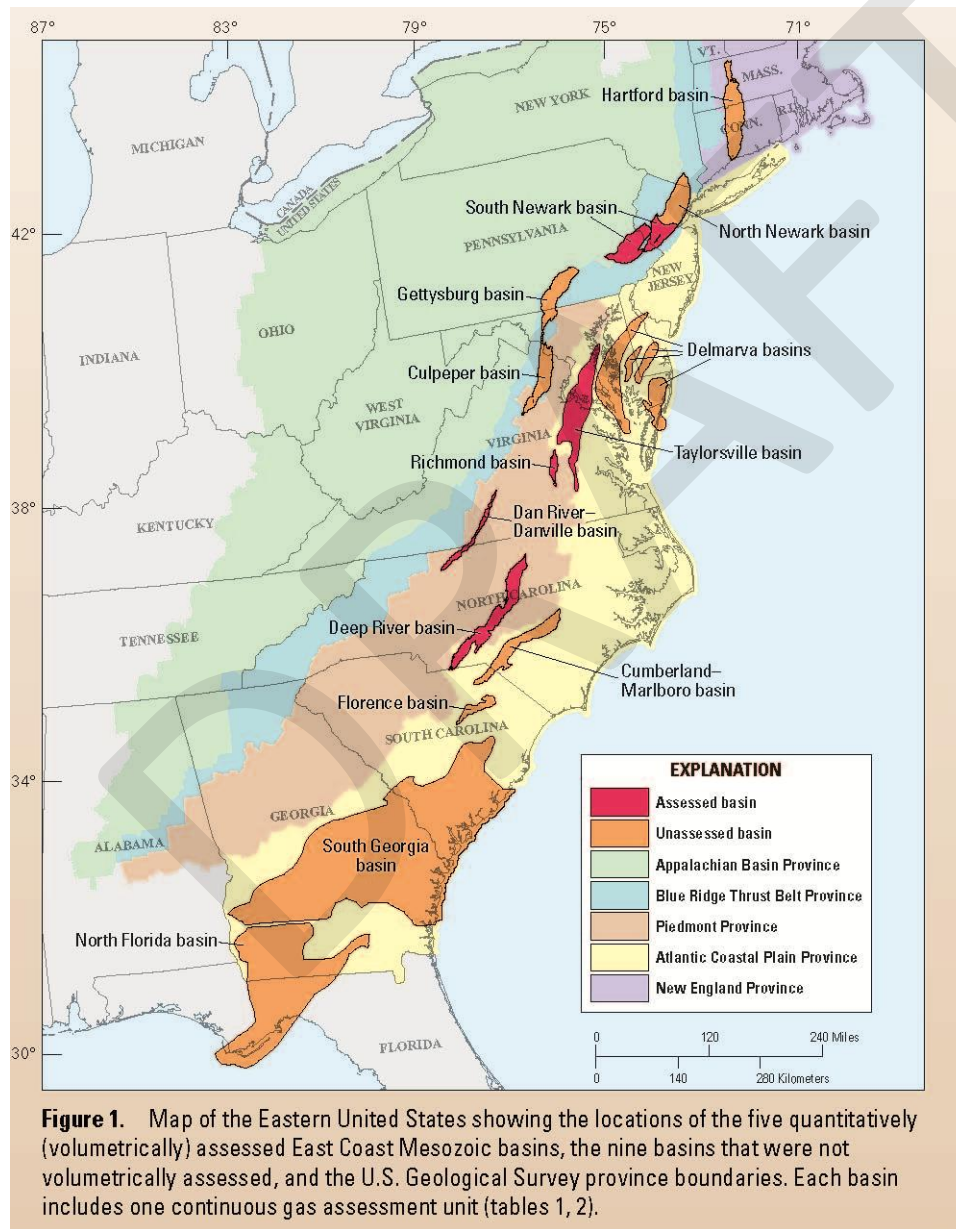 87°
83°
79°
75°
71°
VT.
MASS.
Hartford basin
NEW YORK
R.I.
CONN.
MICHIGAN
CANADA
UNITED STATES
South Newark basin
42°
PENNSYLVANIA
North Newark basin
NEW
JERSEY
Gettysburg basin
OHIO
INDIANA
Delmarva basins
Culpeper basin
WEST
VIRGINIA
VIRGINIA
Taylorsville basin
Richmond basin
38°
Dan River–
Danville basin
KENTUCKY
NORTH CAROLINA
TENNESSEE
Deep River basin
Cumberland–
Marlboro basin
Florence basin
SOUTH CAROLINA
34°
EXPLANATION
Assessed basin
Unassessed basin
Appalachian Basin Province
Blue Ridge Thrust Belt Province
Piedmont Province
Atlantic Coastal Plain Province
New England Province
GEORGIA
ALABAMA
South Georgia
basin
North Florida basin
0 120 240 Miles
0 140 280 Kilometers
30°
FLORIDA
DRAFT
Figure 1. Map of the Eastern United States showing the locations of the five quantitatively
(volumetrically) assessed East Coast Mesozoic basins, the nine basins that were not
volumetrically assessed, and the U.S. Geological Survey province boundaries. Each basin
includes one continuous gas assessment unit (tables 1, 2).